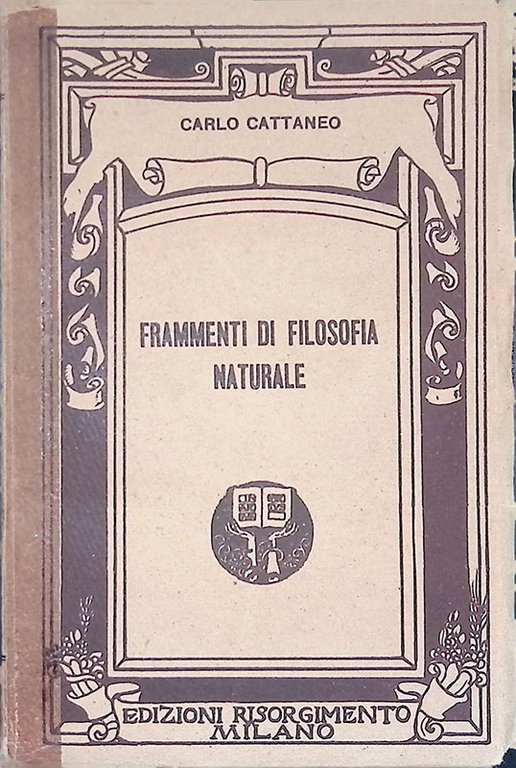 CARLO CATTANEO
FRAMMENTI DI FILOSOFIA
NATURALE
EDIZIONI RISORGIMENTO
MILANO